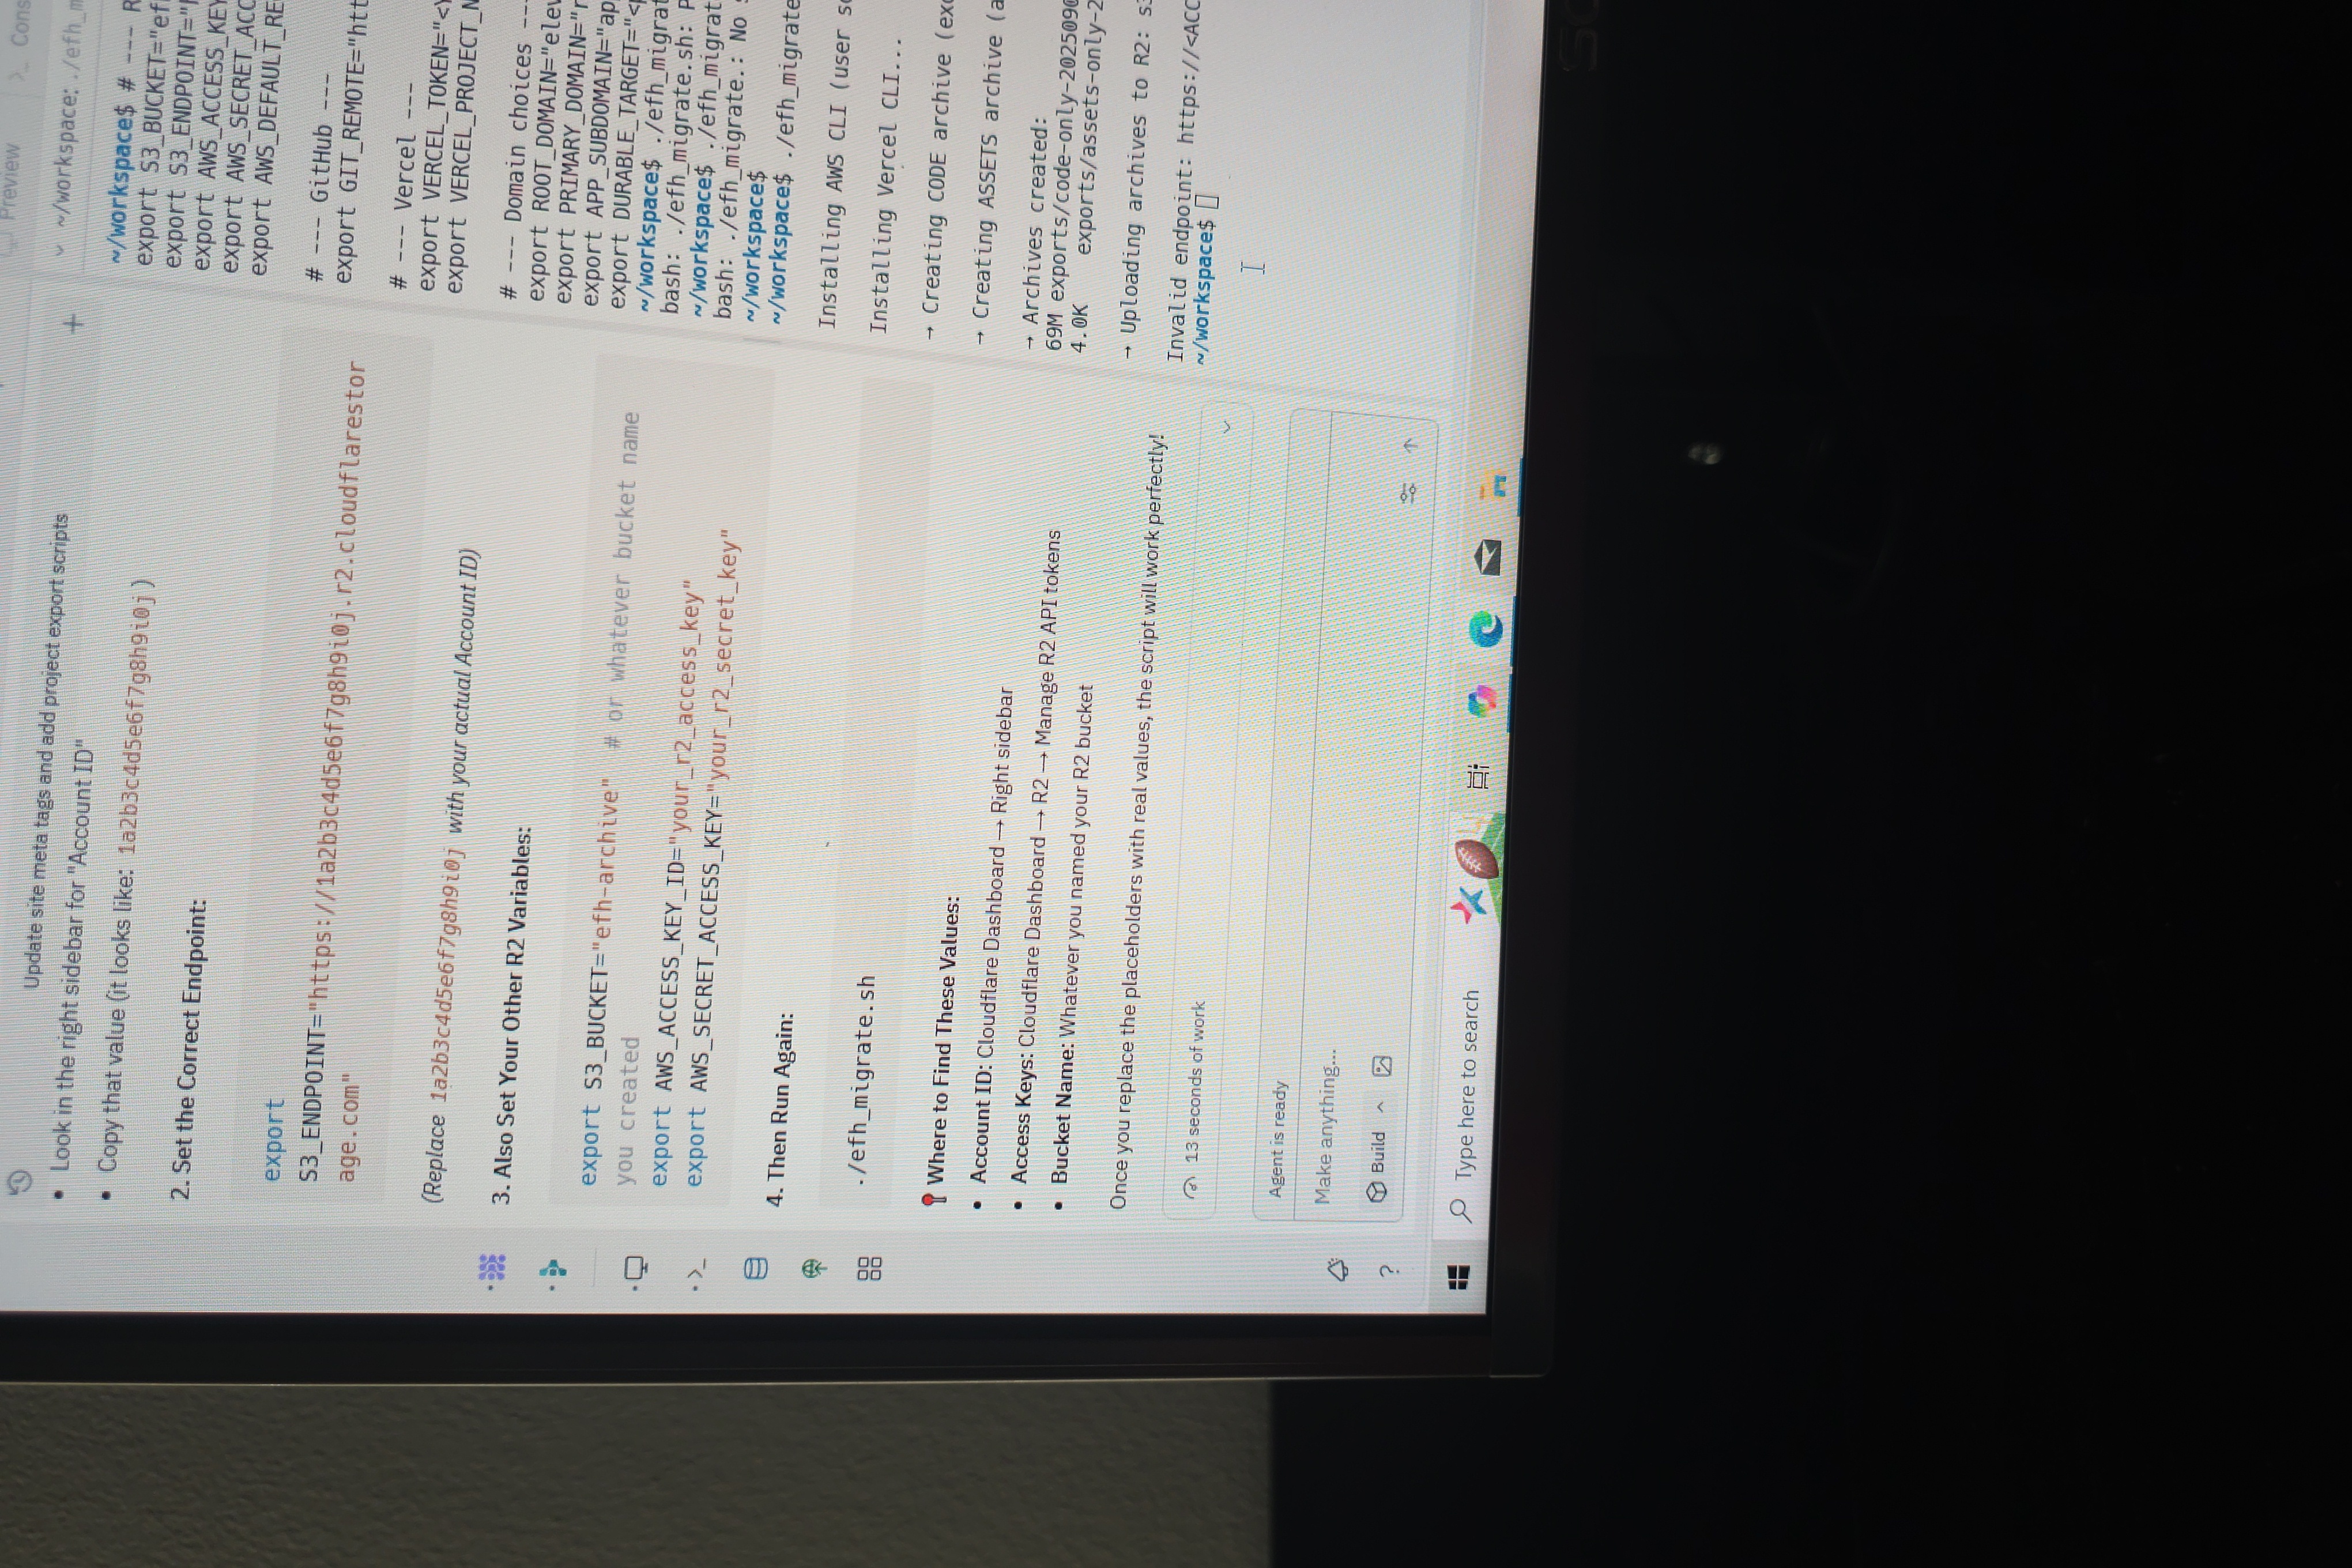 Update site meta tags and add project export scripts
• Look in the right sidebar for "Account ID"
• Copy that value (it looks like: 1a2b3c4d5e6f7g8h9i0j)
2. Set the Correct Endpoint:
export
S3_ENDPOINT="https://1a2b3c4d5e6f7g8h9i0j.r2.cloudflarestor
age.com"
(Replace 1a2b3c4d5e6f7g8h9i0j with your actual Account ID)
3. Also Set Your Other R2 Variables:
export S3_BUCKET="efh-archive" # or whatever bucket name
you created
export AWS_ACCESS_KEY_ID="your_r2_access_key"
export AWS_SECRET_ACCESS_KEY="your_r2_secret_key"
4. Then Run Again:
./efh_migrate.sh
Where to Find These Values:
• Account ID: Cloudflare Dashboard → Right sidebar
• Access Keys: Cloudflare Dashboard → R2 → Manage R2 API tokens
• Bucket Name: Whatever you named your R2 bucket
Once you replace the placeholders with real values, the script will work perfectly!
13 seconds of work
Agent is ready
Make anything...
Build
Type here to search
Preview
>_ Cons
~/workspace: ./efh_m
~/workspace$ # --- R
export S3_BUCKET="ef
export S3_ENDPOINT="
export AWS_ACCESS_KEY
export AWS_SECRET_ACC
export AWS_DEFAULT_RE
# --- GitHub ---
export GIT_REMOTE="htt
# --- Vercel ---
export VERCEL_TOKEN="<Y
export VERCEL_PROJECT_N
# --- Domain choices ---
export ROOT_DOMAIN="elev
export PRIMARY_DOMAIN="r
export APP_SUBDOMAIN="ap
export DURABLE_TARGET="<
~/workspace$ ./efh_migrat
bash: ./efh_migrate.sh: P
~/workspace$ ./efh_migrat
bash: ./efh_migrate.: No s
~/workspace$
~/workspace$ ./efh_migrate
Installing AWS CLI (user sc
Installing Vercel CLI...
→ Creating CODE archive (exc
→ Creating ASSETS archive (a
→ Archives created:
69M exports/code-only-2025090
4.0K exports/assets-only-2
→ Uploading archives to R2: s3
Invalid endpoint: https://<ACC
~/workspace$